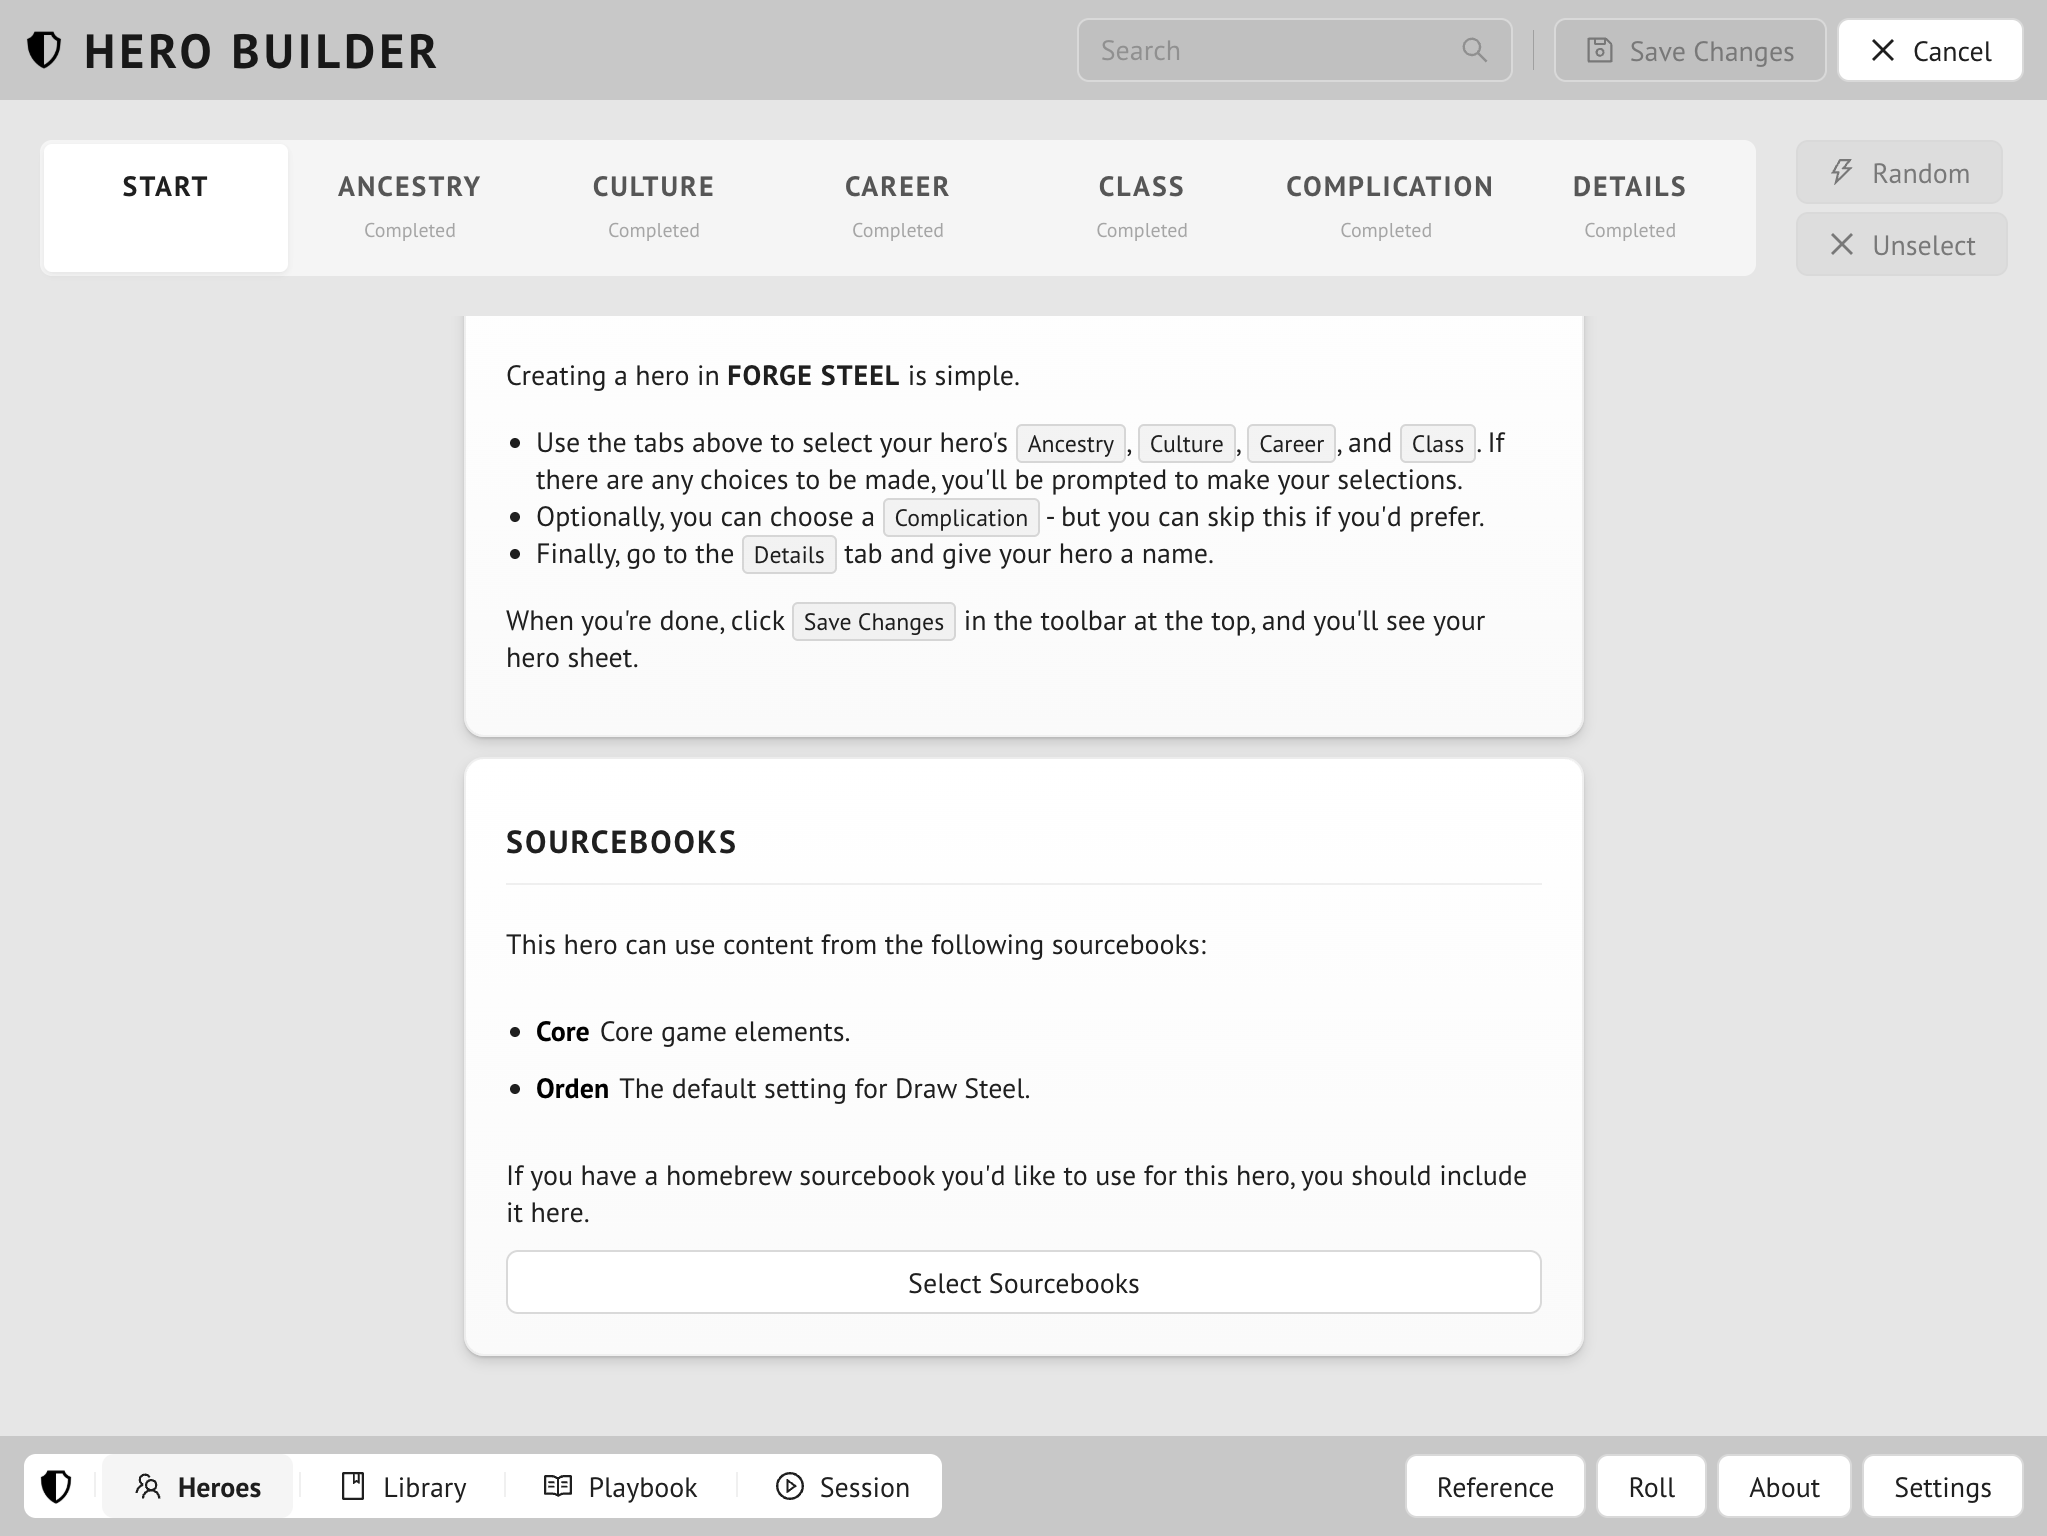 HERO BUILDER
Search
Save Changes
Cancel
START
ANCESTRY
Completed
CULTURE
Completed
CAREER
Completed
CLASS
Completed
COMPLICATION
Completed
DETAILS
Completed
Random
Unselect
Creating a hero in FORGE STEEL is simple.
• Use the tabs above to select your hero's Ancestry, Culture, Career, and Class. If
there are any choices to be made, you'll be prompted to make your selections.
• Optionally, you can choose a Complication - but you can skip this if you'd prefer.
• Finally, go to the Details tab and give your hero a name.
When you're done, click Save Changes in the toolbar at the top, and you'll see your
hero sheet.
SOURCEBOOKS
This hero can use content from the following sourcebooks:
• Core Core game elements.
• Orden The default setting for Draw Steel.
If you have a homebrew sourcebook you'd like to use for this hero, you should include
it here.
Select Sourcebooks
Heroes
Library
Playbook
Session
Reference
Roll
About
Settings